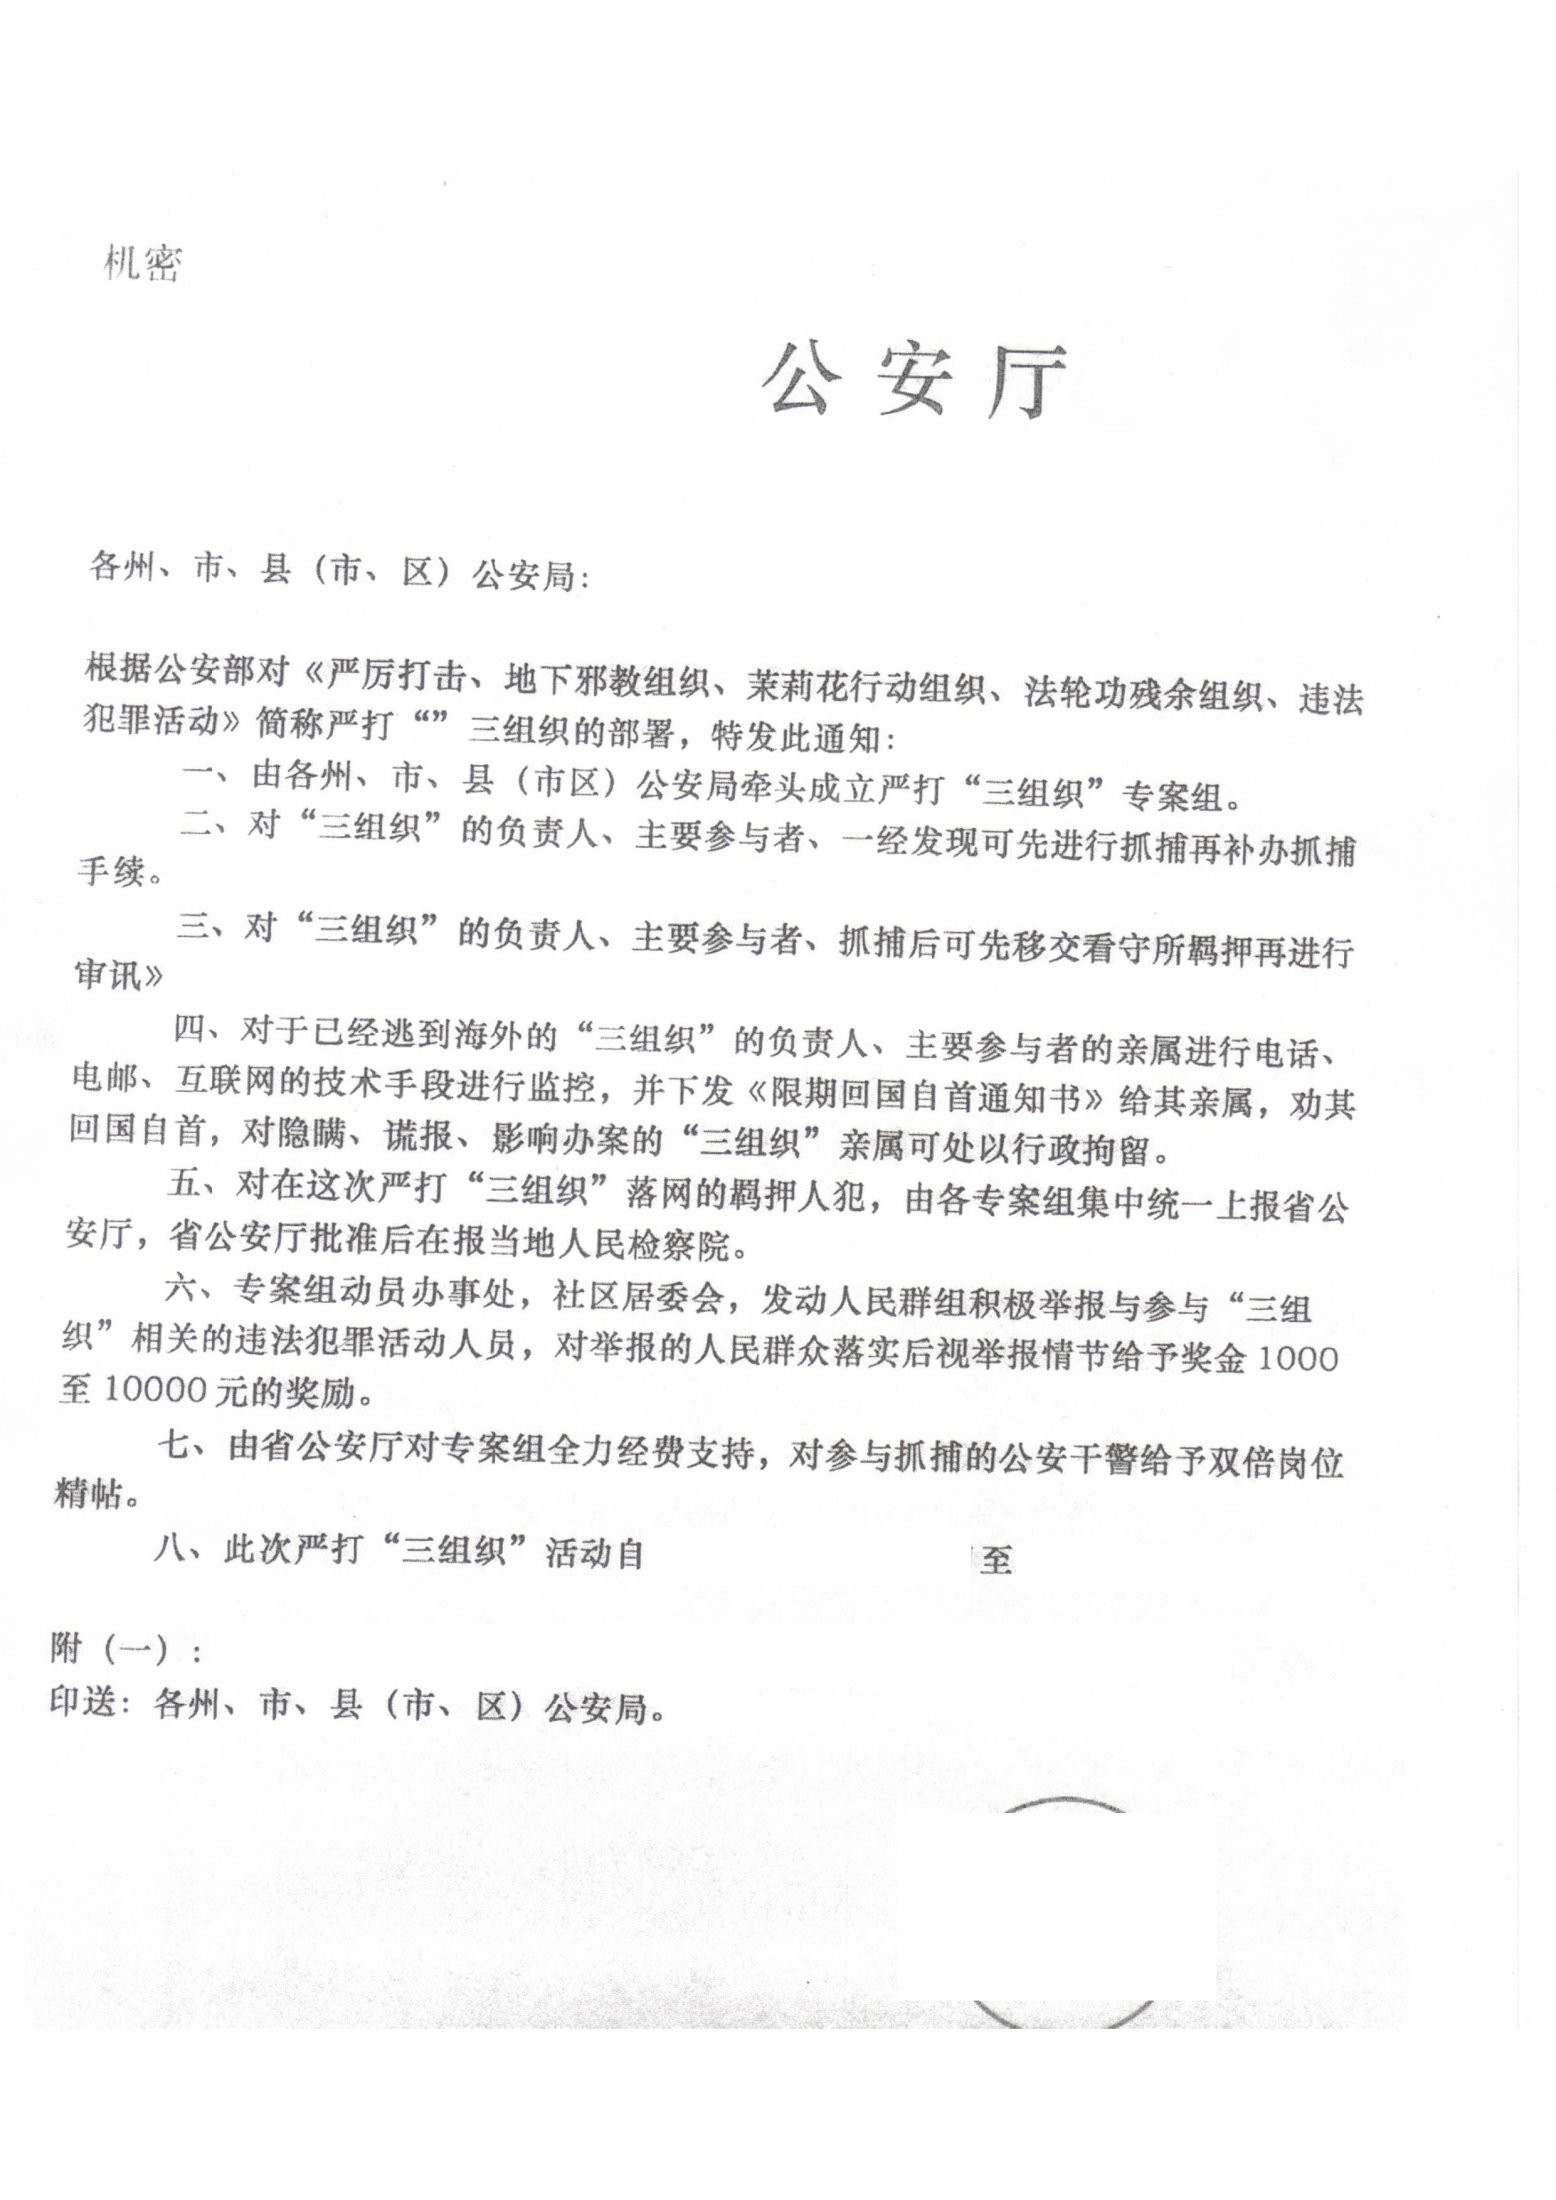 机密
公安厅
各州、市、县（市、区）公安局：
根据公安部对《严厉打击、地下邪教组织、茉莉花行动组织、法轮功残余组织、违法
犯罪活动》简称严打“”三组织的部署，特发此通知：
一、由各州、市、县（市区）公安局牵头成立严打“三组织”专案组。
二、对“三组织”的负责人、主要参与者、一经发现可先进行抓捕再补办抓捕
手续。
三、对“三组织”的负责人、主要参与者、抓捕后可先移交看守所羁押再进行
审讯》
四、对于已经逃到海外的“三组织”的负责人、主要参与者的亲属进行电话、
电邮、互联网的技术手段进行监控，并下发《限期回国自首通知书》给其亲属，劝其
回国自首，对隐瞒、谎报、影响办案的“三组织”亲属可处以行政拘留。
五、对在这次严打“三组织”落网的羁押人犯，由各专案组集中统一上报省公
安厅，省公安厅批准后在报当地人民检察院。
六、专案组动员办事处，社区居委会，发动人民群组积极举报与参与“三组
织”相关的违法犯罪活动人员，对举报的人民群众落实后视举报情节给予奖金1000
至10000元的奖励。
七、由省公安厅对专案组全力经费支持，对参与抓捕的公安干警给予双倍岗位
精帖。
八、此次严打“三组织”活动自 至
附（一）：
印送：各州、市、县（市、区）公安局。